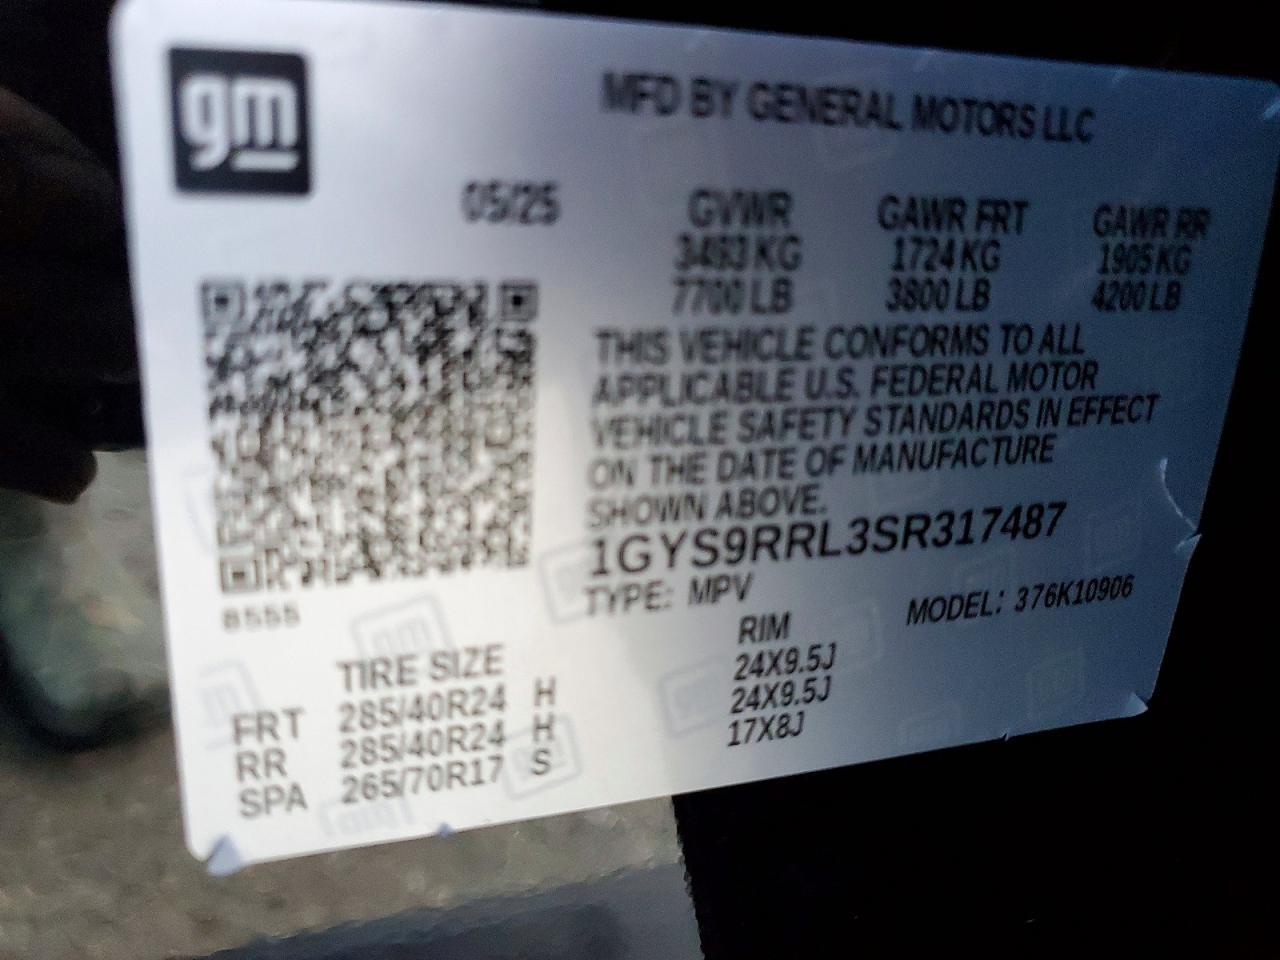 gm
MFD BY GENERAL MOTORS LLC
05/25
GVWR GAWR FRT GAWR RR
3493 KG 1724 KG 1905 KG
7700 LB 3800 LB 4200 LB
THIS VEHICLE CONFORMS TO ALL
APPLICABLE U.S. FEDERAL MOTOR
VEHICLE SAFETY STANDARDS IN EFFECT
ON THE DATE OF MANUFACTURE
SHOWN ABOVE.
1GYS9RRL3SR317487
TYPE: MPV MODEL: 376K10906
8555
TIRE SIZE RIM
FRT 285/40R24 H 24X9.5J
RR 285/40R24 H 24X9.5J
SPA 265/70R17 S 17X8J